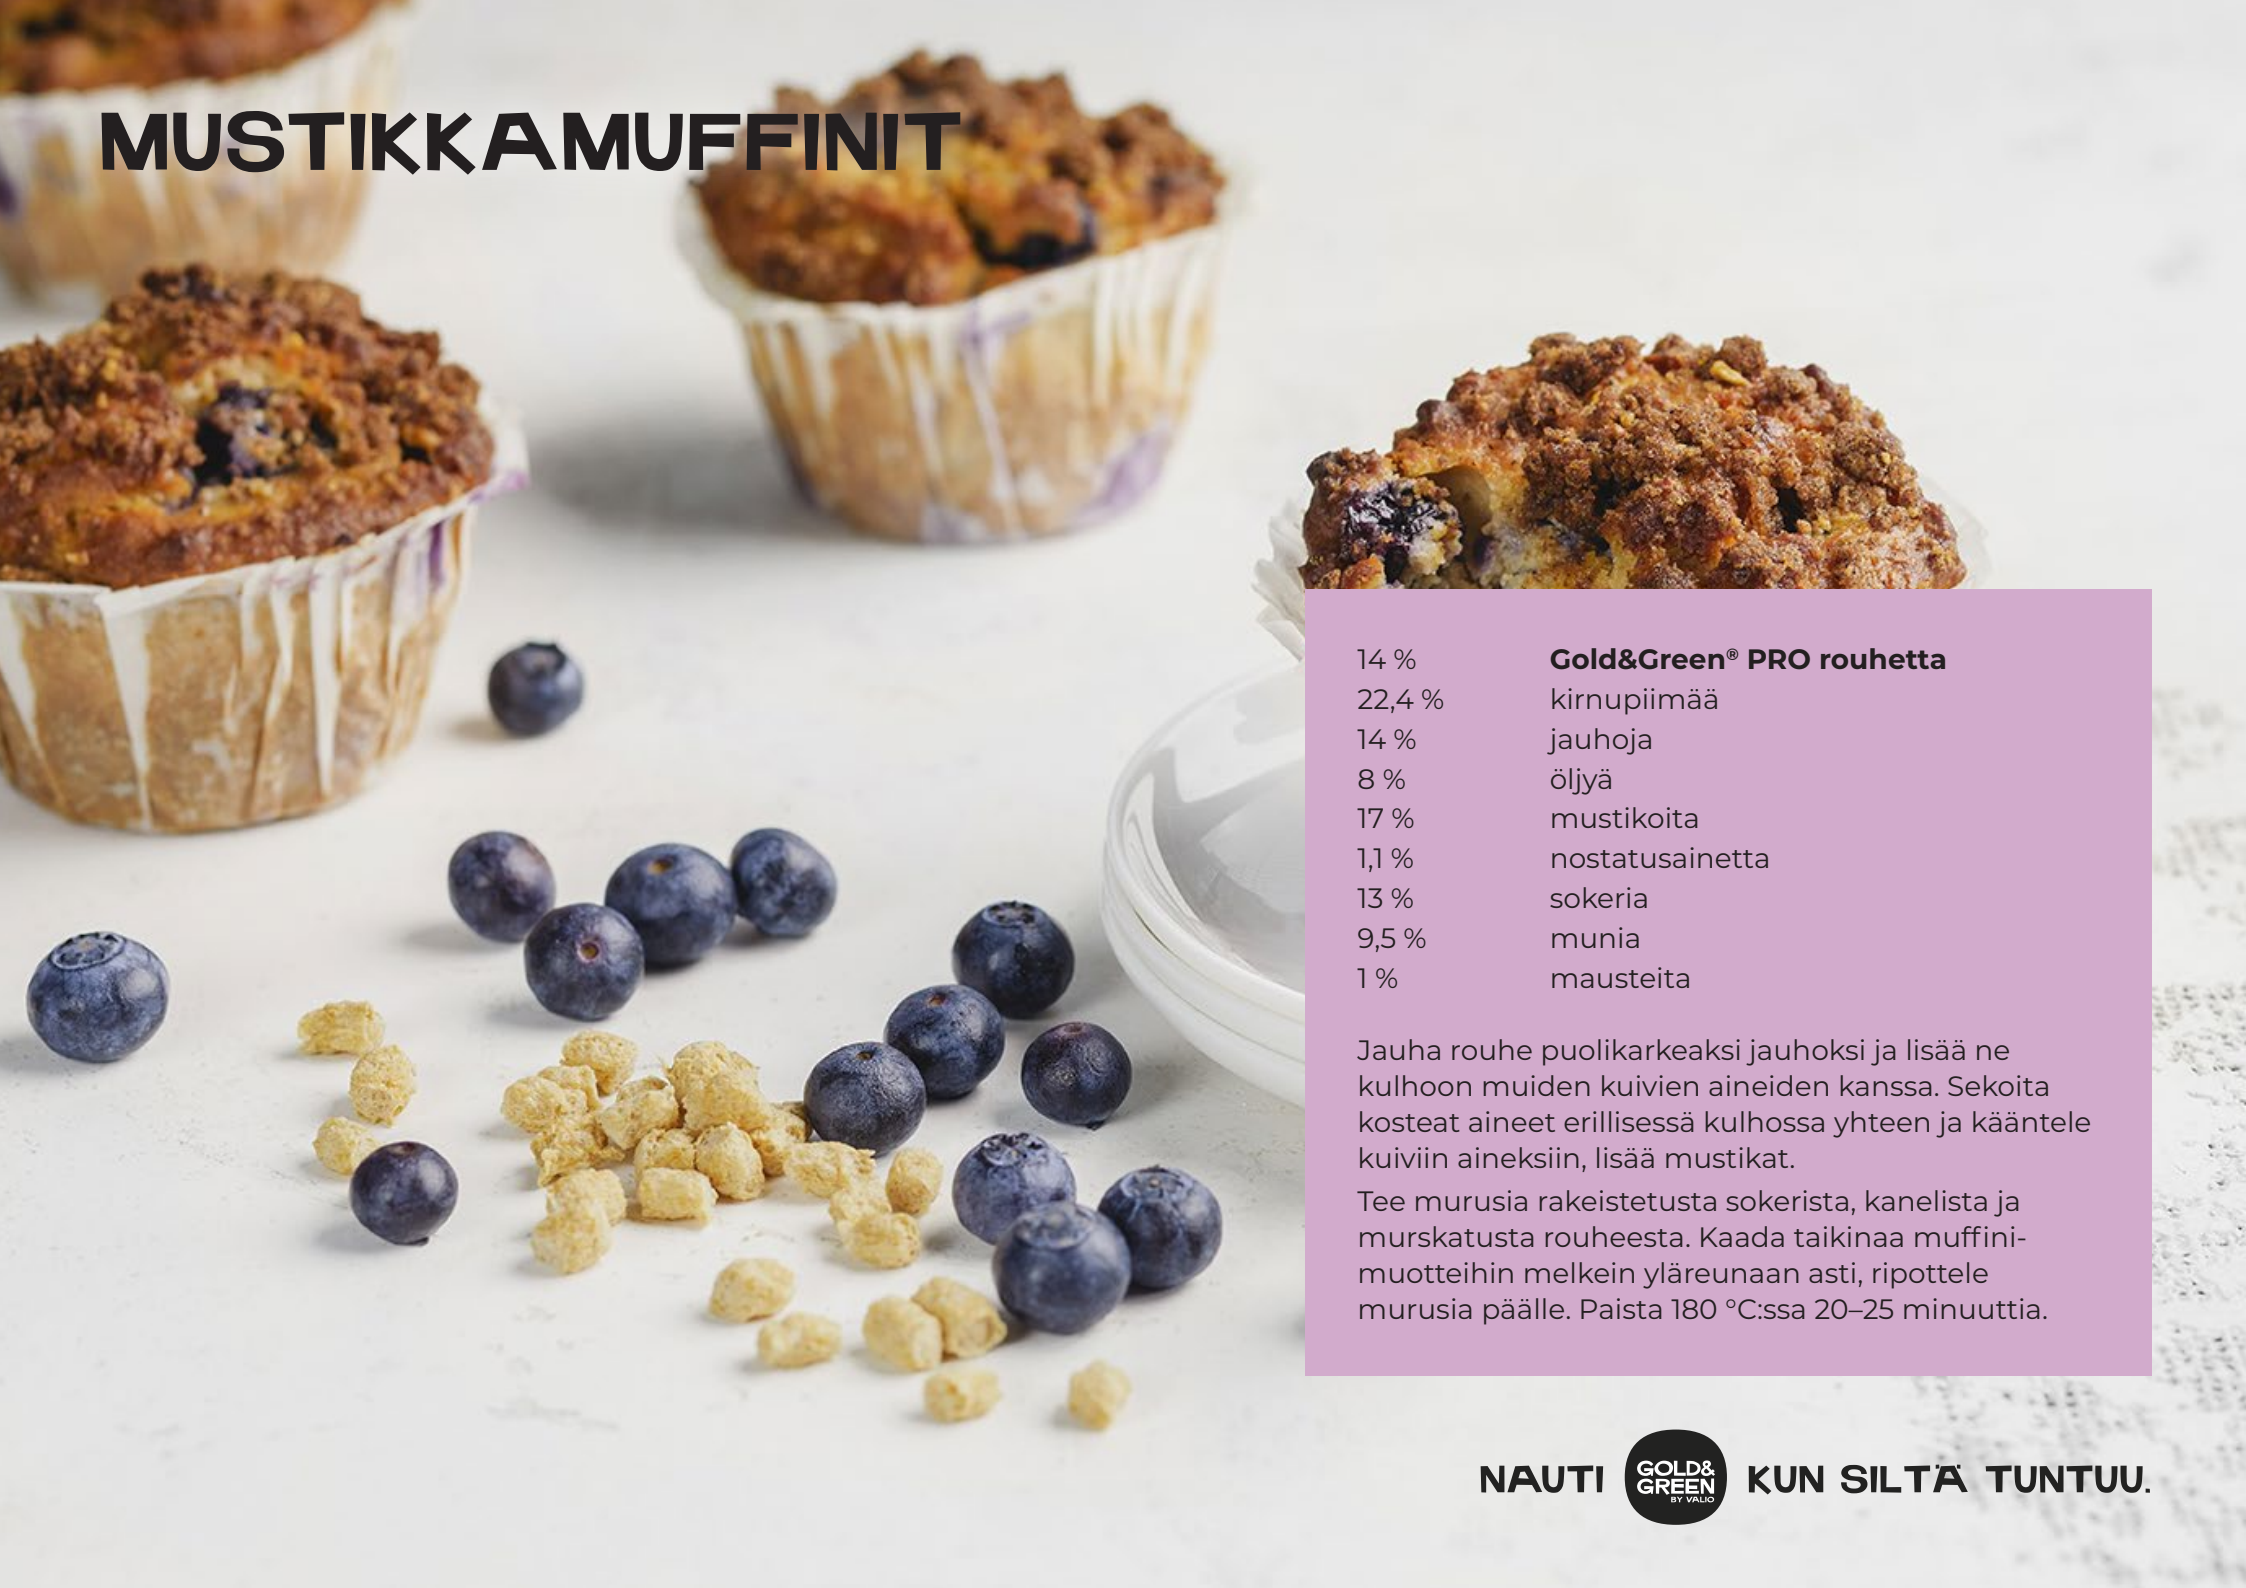 MUSTIKKAMUFFINIT
14 % Gold&Green® PRO rouhetta
22,4 % kirnupiimää
14 % jauhoja
8 % öljyä
17 % mustikoita
1,1 % nostatusainetta
13 % sokeria
9,5 % munia
1 % mausteita
Jauha rouhe puolikarkeaksi jauhoksi ja lisää ne
kulhoon muiden kuivien aineiden kanssa. Sekoita
kosteat aineet erillisessä kulhossa yhteen ja kääntele
kuiviin aineksiin, lisää mustikat.
Tee murusia rakeistetusta sokerista, kanelista ja
murskatusta rouheesta. Kaada taikinaa muffini-
muotteihin melkein yläreunaan asti, ripottele
murusia päälle. Paista 180 °C:ssa 20–25 minuuttia.
NAUTI GOLD& GREEN BY VALIO KUN SILTÄ TUNTUU.